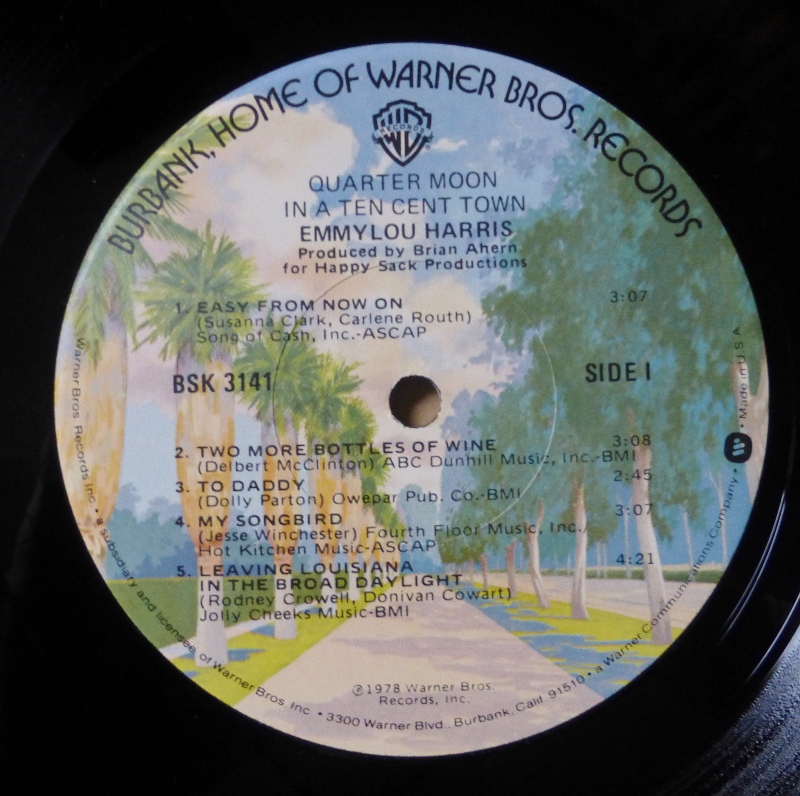 BURBANK, HOME OF WARNER BROS. RECORDS
WB
RECORDS
QUARTER MOON
IN A TEN CENT TOWN
EMMYLOU HARRIS
Produced by Brian Ahern
for Happy Sack Productions
1. EASY FROM NOW ON 3:07
(Susanna Clark, Carlene Routh)
Song of Cash, Inc.-ASCAP
BSK 3141 SIDE 1
2. TWO MORE BOTTLES OF WINE 3:08
(Delbert McClinton) ABC Dunhill Music, Inc.-BMI
3. TO DADDY 2:45
(Dolly Parton) Owepar Pub. Co.-BMI
4. MY SONGBIRD 3:07
(Jesse Winchester) Fourth Floor Music, Inc./
Hot Kitchen Music-ASCAP
5. LEAVING LOUISIANA 4:21
IN THE BROAD DAYLIGHT
(Rodney Crowell, Donivan Cowart)
Jolly Cheeks Music-BMI
℗1978 Warner Bros.
Records, Inc.
Warner Bros. Records Inc. • a subsidiary and licensee of Warner Bros. Inc. • 3300 Warner Blvd., Burbank, Calif. 91510 • a Warner Communications Company • W • Made in U.S.A.